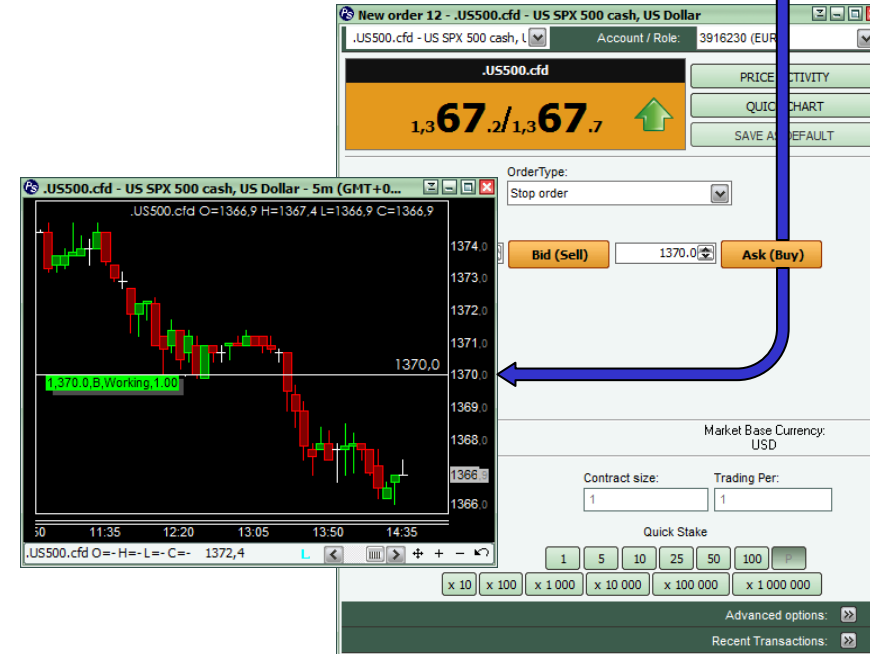 New order 12 - .US500.cfd - US SPX 500 cash, US Dollar
.US500.cfd - US SPX 500 cash, U
Account / Role:
3916230 (EUR
.US500.cfd
1,367.2/1,367.7
PRICE ACTIVITY
QUICK CHART
SAVE AS DEFAULT
OrderType:
Stop order
Bid (Sell)
1370.0
Ask (Buy)
Market Base Currency:
USD
Contract size:
Trading Per:
1
1
Quick Stake
1 5 10 25 50 100 P
x 10 x 100 x 1 000 x 10 000 x 100 000 x 1 000 000
Advanced options:
Recent Transactions:
Ps .US500.cfd - US SPX 500 cash, US Dollar - 5m (GMT+0...
.US500.cfd O=1366,9 H=1367,4 L=1366,9 C=1366,9
1374,0
1373,0
1372,0
1371,0
1370,0
1370,0
1,370.0,B,Working,1.00
1369,0
1368,0
1366,9
1366,0
50 11:35 12:20 13:05 13:50 14:35
.US500.cfd O=- H=- L=- C=- 1372,4 L